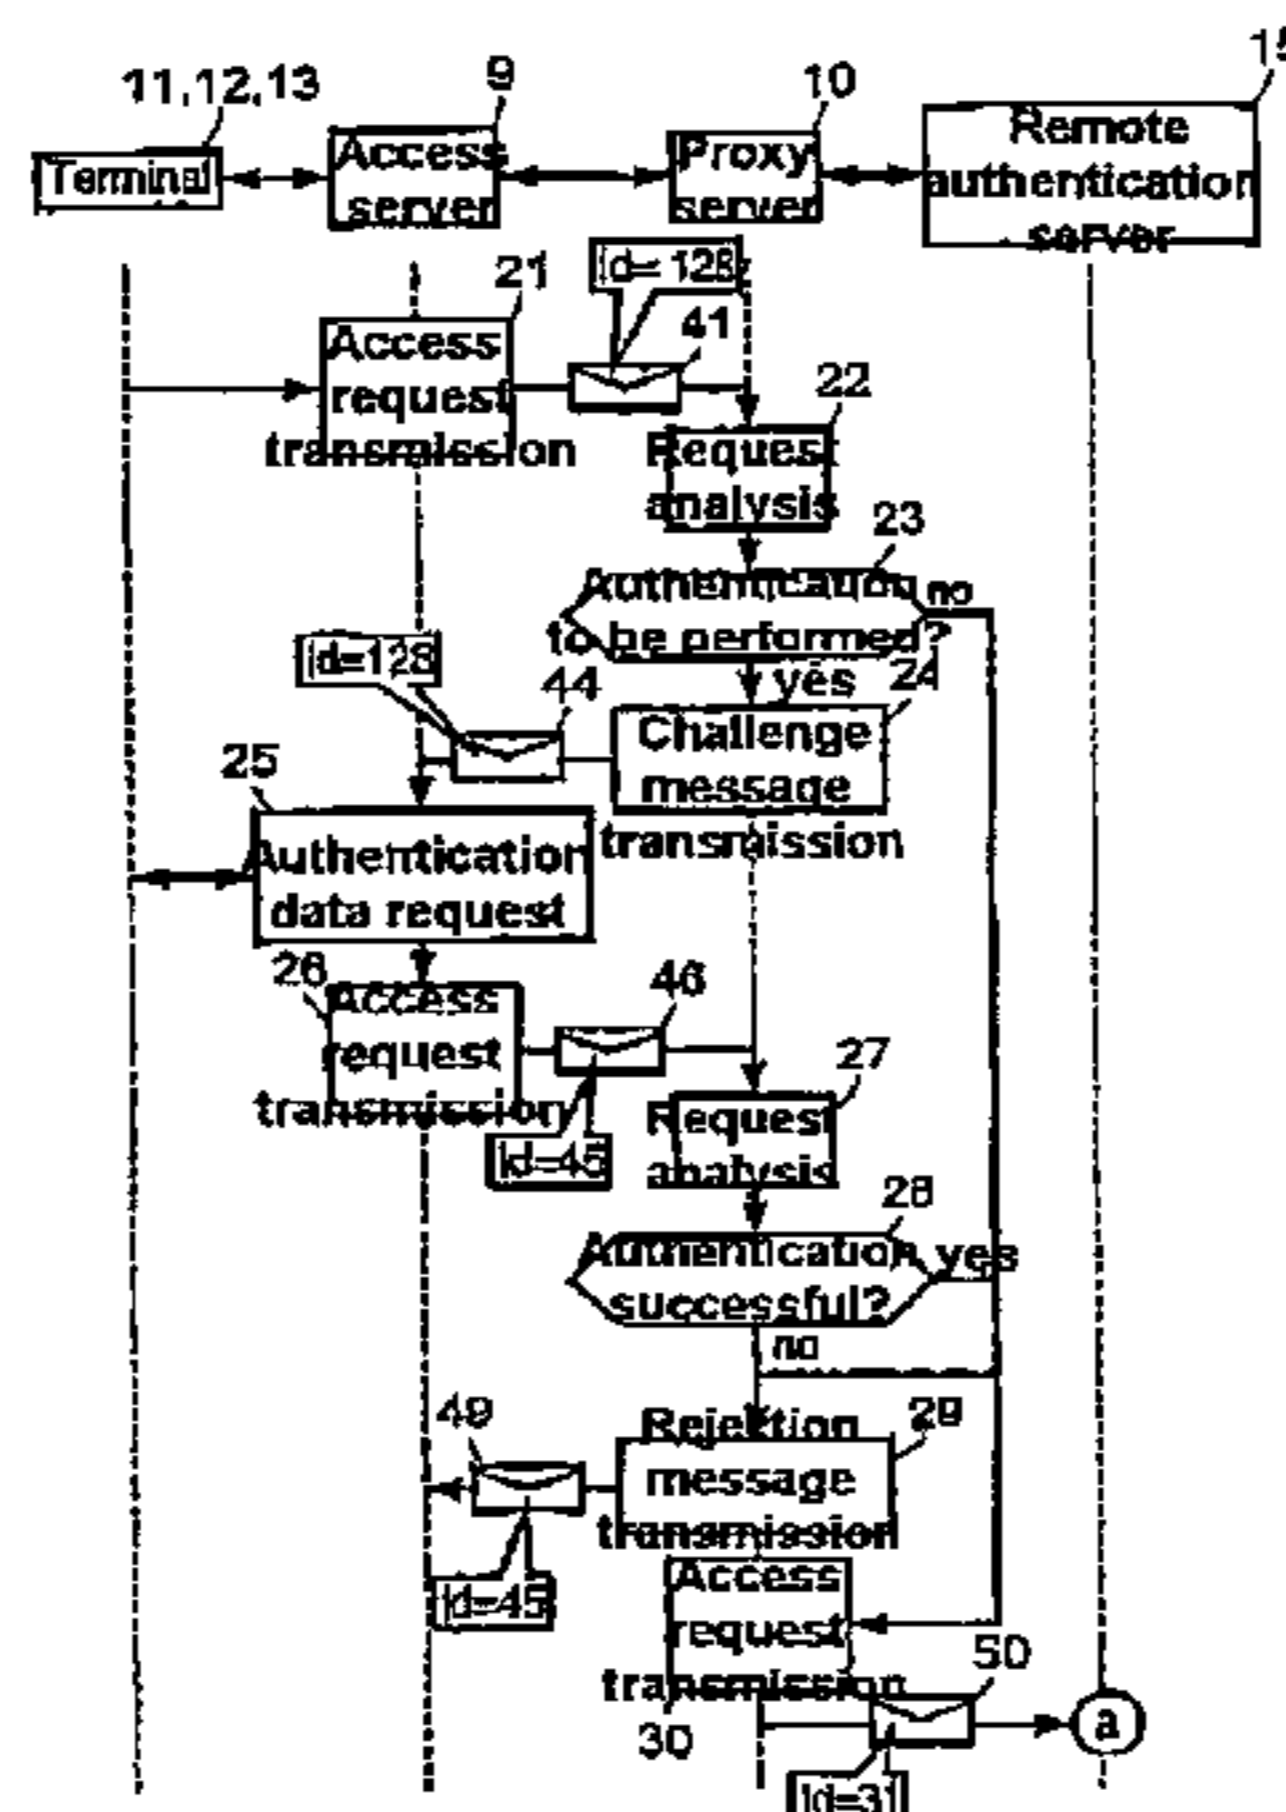 11,12,13
9
10
Terminal
Access
server
Proxy
server
Remote
authentication
server
21
Id=128
41
Access
request
transmission
22
Request
analysis
23
Authentication
to be performed?
no
yes
Id=128
44
24
Challenge
message
transmission
25
Authentication
data request
26
Access
request
transmission
46
Id=45
27
Request
analysis
28
Authentication
successful?
yes
no
49
Id=45
29
Rejektion
message
transmission
Access
request
transmission
30
50
Id=31
a